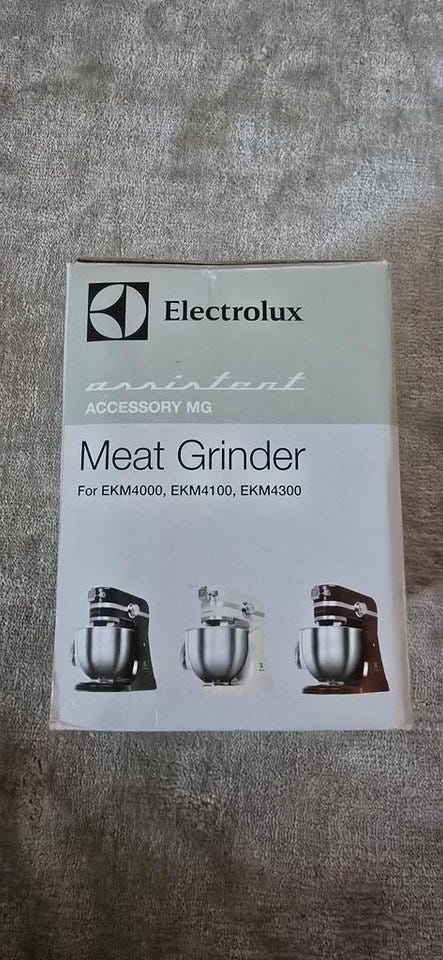 Electrolux
assistent
ACCESSORY MG
Meat Grinder
For EKM4000, EKM4100, EKM4300